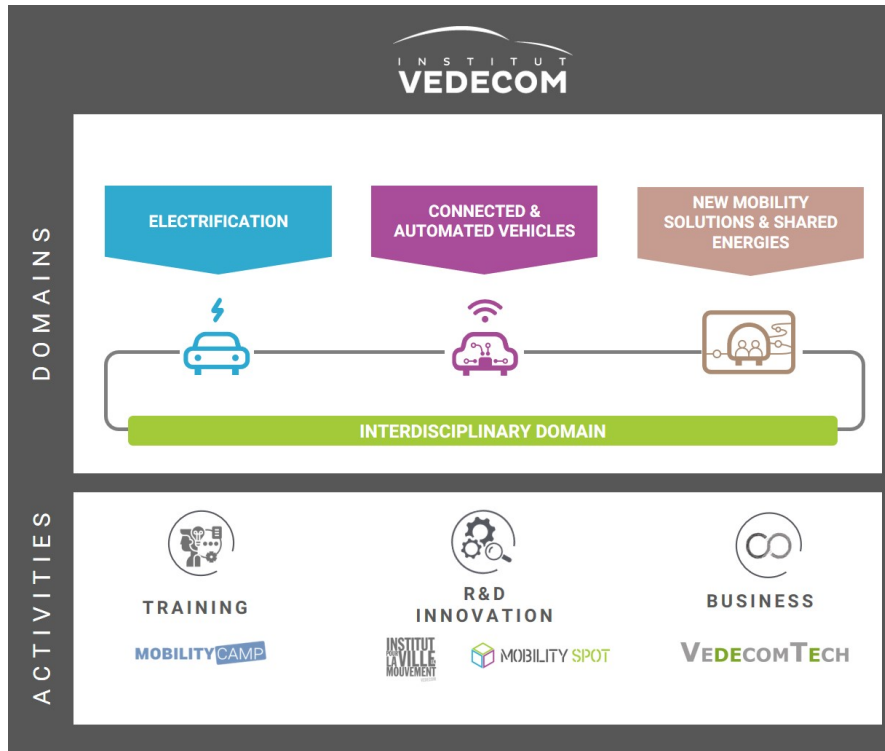 INSTITUT
VEDECOM
DOMAINS
ELECTRIFICATION
CONNECTED &
AUTOMATED VEHICLES
NEW MOBILITY
SOLUTIONS & SHARED
ENERGIES
INTERDISCIPLINARY DOMAIN
ACTIVITIES
TRAINING
MOBILITYCAMP
R&D
INNOVATION
INSTITUT
POUR
LA VILLE EN
MOUVEMENT
MOBILITY SPOT
BUSINESS
VEDECOMTECH